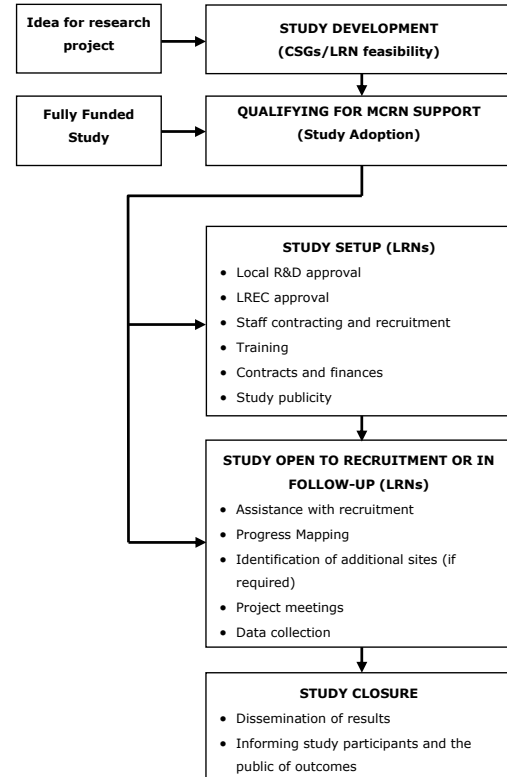 Idea for research
project
STUDY DEVELOPMENT
(CSGs/LRN feasibility)
Fully Funded
Study
QUALIFYING FOR MCRN SUPPORT
(Study Adoption)
STUDY SETUP (LRNs)
• Local R&D approval
• LREC approval
• Staff contracting and recruitment
• Training
• Contracts and finances
• Study publicity
STUDY OPEN TO RECRUITMENT OR IN
FOLLOW-UP (LRNs)
• Assistance with recruitment
• Progress Mapping
• Identification of additional sites (if
required)
• Project meetings
• Data collection
STUDY CLOSURE
• Dissemination of results
• Informing study participants and the
public of outcomes